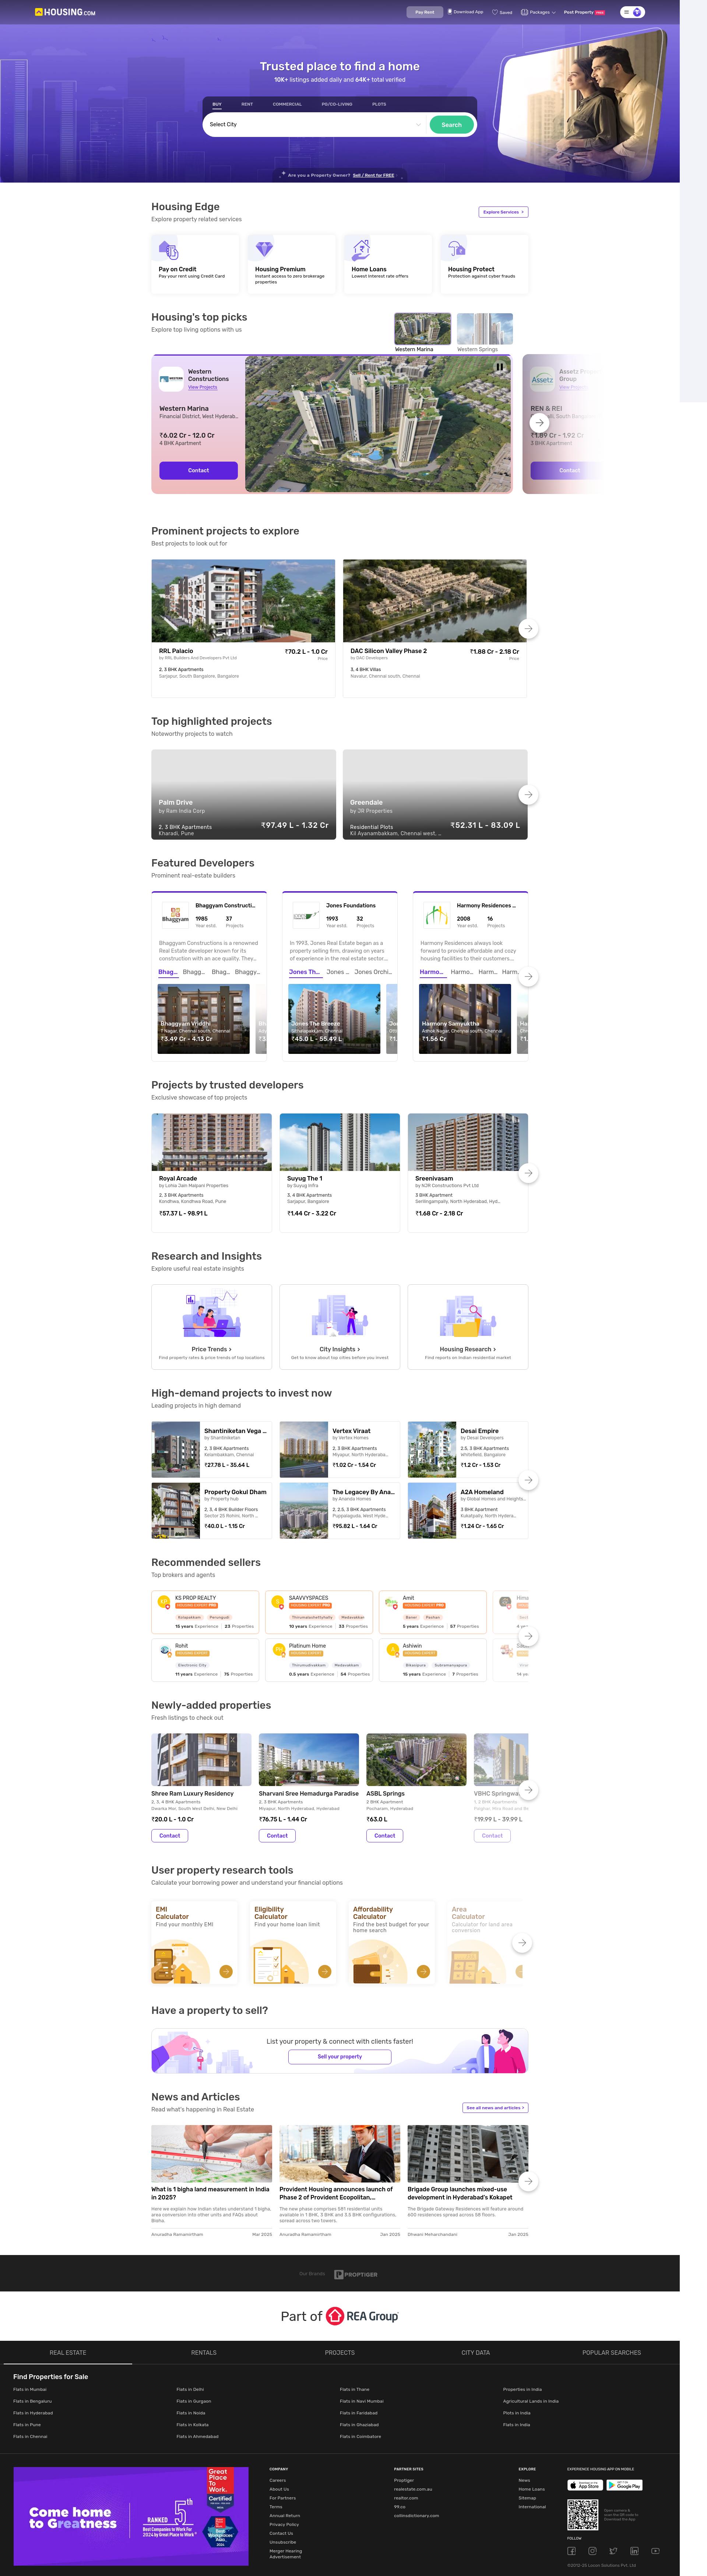 HOUSING.COM
Pay Rent
Download App
Saved
Packages
Post Property FREE
Trusted place to find a home
10K+ listings added daily and 64K+ total verified
BUY
RENT
COMMERCIAL
PG/CO-LIVING
PLOTS
Select City
Search
Are you a Property Owner? Sell / Rent for FREE
Housing Edge
Explore property related services
Explore Services >
Pay on Credit
Pay your rent using Credit Card
Housing Premium
Instant access to zero brokerage
properties
Home Loans
Lowest Interest rate offers
Housing Protect
Protection against cyber frauds
Housing's top picks
Explore top living options with us
Western Marina
Western Springs
Western
Constructions
View Projects
Western Marina
Financial District, West Hyderab..
₹6.02 Cr - 12.0 Cr
4 BHK Apartment
Contact
Assetz
REN & REI
₹1.89 Cr - 1.92 Cr
3 BHK Apartment
Contact
Prominent projects to explore
Best projects to look out for
RRL Palacio
by RRL Builders And Developers Pvt Ltd
₹70.2 L - 1.0 Cr
Price
2, 3 BHK Apartments
Sarjapur, South Bangalore, Bangalore
DAC Silicon Valley Phase 2
by DAC Developers
₹1.88 Cr - 2.18 Cr
Price
3, 4 BHK Villas
Navalur, Chennai south, Chennai
Top highlighted projects
Noteworthy projects to watch
Palm Drive
by Ram India Corp
2, 3 BHK Apartments
Kharadi, Pune
₹97.49 L - 1.32 Cr
Greendale
by JR Properties
Residential Plots
Kil Ayanambakkam, Chennai west, ..
₹52.31 L - 83.09 L
Featured Developers
Prominent real-estate builders
Bhaggyam Constructi...
1985
Year estd.
37
Projects
Bhaggyam Constructions is a renowned
Real Estate developer known for its
construction with an ace quality. They...
Bhag...
Bhagg...
Bhag...
Bhaggy...
Bhaggyam Vriddhi
T Nagar, Chennai south, Chennai
₹3.49 Cr - 4.13 Cr
Jones Foundations
1993
Year estd.
32
Projects
In 1993, Jones Real Estate began as a
property selling firm, drawing on years
of experience in the real estate sector....
Jones Th...
Jones ...
Jones Orchi...
Jones The Breeze
Othivapakkam, Chennai
₹45.0 L - 55.49 L
Harmony Residences ...
2008
Year estd.
16
Projects
Harmony Residences always look
forward to provide affordable and cozy
housing facilities to their customers....
Harmo...
Harmo...
Harm...
Harm...
Harmony Samyuktha
Ashok Nagar, Chennai south, Chennai
₹1.56 Cr
Projects by trusted developers
Exclusive showcase of top projects
Royal Arcade
by Lohia Jain Malpani Properties
2, 3 BHK Apartments
Kondhwa, Kondhwa Road, Pune
₹57.37 L - 98.91 L
Suyug The 1
by Suyug Infra
3, 4 BHK Apartments
Sarjapur, Bangalore
₹1.44 Cr - 3.22 Cr
Sreenivasam
by NJR Constructions Pvt Ltd
3 BHK Apartment
Serilingampally, North Hyderabad, Hyd..
₹1.68 Cr - 2.18 Cr
Research and Insights
Explore useful real estate insights
Price Trends >
Find property rates & price trends of top locations
City Insights >
Get to know about top cities before you invest
Housing Research >
Find reports on Indian residential market
High-demand projects to invest now
Leading projects in high demand
Shantiniketan Vega ...
by Shantiniketan
2, 3 BHK Apartments
Kelambakkam, Chennai
₹27.78 L - 35.64 L
Vertex Viraat
by Vertex Homes
2, 3 BHK Apartments
Miyapur, North Hyderaba..
₹1.02 Cr - 1.54 Cr
Desai Empire
by Desai Developers
2.5, 3 BHK Apartments
Whitefield, Bangalore
₹1.2 Cr - 1.53 Cr
Property Gokul Dham
by Property hub
2, 3, 4 BHK Builder Floors
Sector 25 Rohini, North ...
₹40.0 L - 1.15 Cr
The Legacey By Ana...
by Ananda Homes
2, 2.5, 3 BHK Apartments
Puppalaguda, West Hyde...
₹95.82 L - 1.64 Cr
A2A Homeland
by Global Homes and Heights...
3 BHK Apartment
Kukatpally, North Hydera...
₹1.24 Cr - 1.65 Cr
Recommended sellers
Top brokers and agents
KS PROP REALTY
HOUSING EXPERT PRO
Kolapakkam
Perungudi
15 years Experience
23 Properties
SAAVVYSPACES
HOUSING EXPERT PRO
10 years Experience
33 Properties
Amit
HOUSING EXPERT PRO
Baner
Pashan
5 years Experience
57 Properties
Rohit
HOUSING EXPERT
Electronic City
11 years Experience
75 Properties
Platinum Home
HOUSING EXPERT
Thirumudivakkam
Medavakkam
0.5 years Experience
54 Properties
Ashiwin
HOUSING EXPERT
Bikasipura
Subramanyapura
15 years Experience
7 Properties
Newly-added properties
Fresh listings to check out
Shree Ram Luxury Residency
2, 3, 4 BHK Apartments
Dwarka Mor, South West Delhi, New Delhi
₹20.0 L - 1.0 Cr
Contact
Sharvani Sree Hemadurga Paradise
2, 3 BHK Apartments
Miyapur, North Hyderabad, Hyderabad
₹76.75 L - 1.44 Cr
Contact
ASBL Springs
2 BHK Apartment
Pocharam, Hyderabad
₹63.0 L
Contact
VBHC Springwa
₹19.99 L - 39.99 L
Contact
User property research tools
Calculate your borrowing power and understand your financial options
EMI
Calculator
Find your monthly EMI
Eligibility
Calculator
Find your home loan limit
Affordability
Calculator
Find the best budget for your
home search
Area
Calculator
Calculator for land area
conversion
Have a property to sell?
List your property & connect with clients faster!
Sell your property
News and Articles
Read what's happening in Real Estate
See all news and articles >
What is 1 bigha land measurement in India
in 2025?
Here we explain how Indian states understand 1 bigha,
area conversion into other units and FAQs about
Bigha.
Anuradha Ramamirtham
Mar 2025
Provident Housing announces launch of
Phase 2 of Provident Ecopolitan,...
The new phase comprises 581 residential units
available in 1 BHK, 3 BHK and 3.5 BHK configurations,
spread across two towers.
Anuradha Ramamirtham
Jan 2025
Brigade Group launches mixed-use
development in Hyderabad's Kokapet
The Brigade Gateway Residences will feature around
600 residences spread across 58 floors.
Dhwani Meharchandani
Jan 2025
Our Brands
PROPTIGER
Part of REA Group
REAL ESTATE
RENTALS
PROJECTS
CITY DATA
POPULAR SEARCHES
Find Properties for Sale
Flats in Mumbai
Flats in Delhi
Flats in Thane
Properties in India
Flats in Bengaluru
Flats in Gurgaon
Flats in Navi Mumbai
Agricultural Lands in India
Flats in Hyderabad
Flats in Noida
Flats in Faridabad
Plots in India
Flats in Pune
Flats in Kolkata
Flats in Ghaziabad
Flats in India
Flats in Chennai
Flats in Ahmedabad
Flats in Coimbatore
Come home
to Greatness
RANKED 5th
Companies in Best Work For
2024 by Great Place to Work
Great
Place
To
Work.
Certified
COMPANY
Careers
About Us
For Partners
Terms
Annual Return
Privacy Policy
Contact Us
Unsubscribe
Merger Hearing
Advertisement
PARTNER SITES
Proptiger
realestate.com.au
realtor.com
99.co
collinsdictionary.com
EXPLORE
News
Home Loans
Sitemap
International
EXPERIENCE HOUSING APP ON MOBILE
App Store
Google Play
Open camera &
scan the QR code to
Download the App
FOLLOW
©2012-25 Locon Solutions Pvt. Ltd